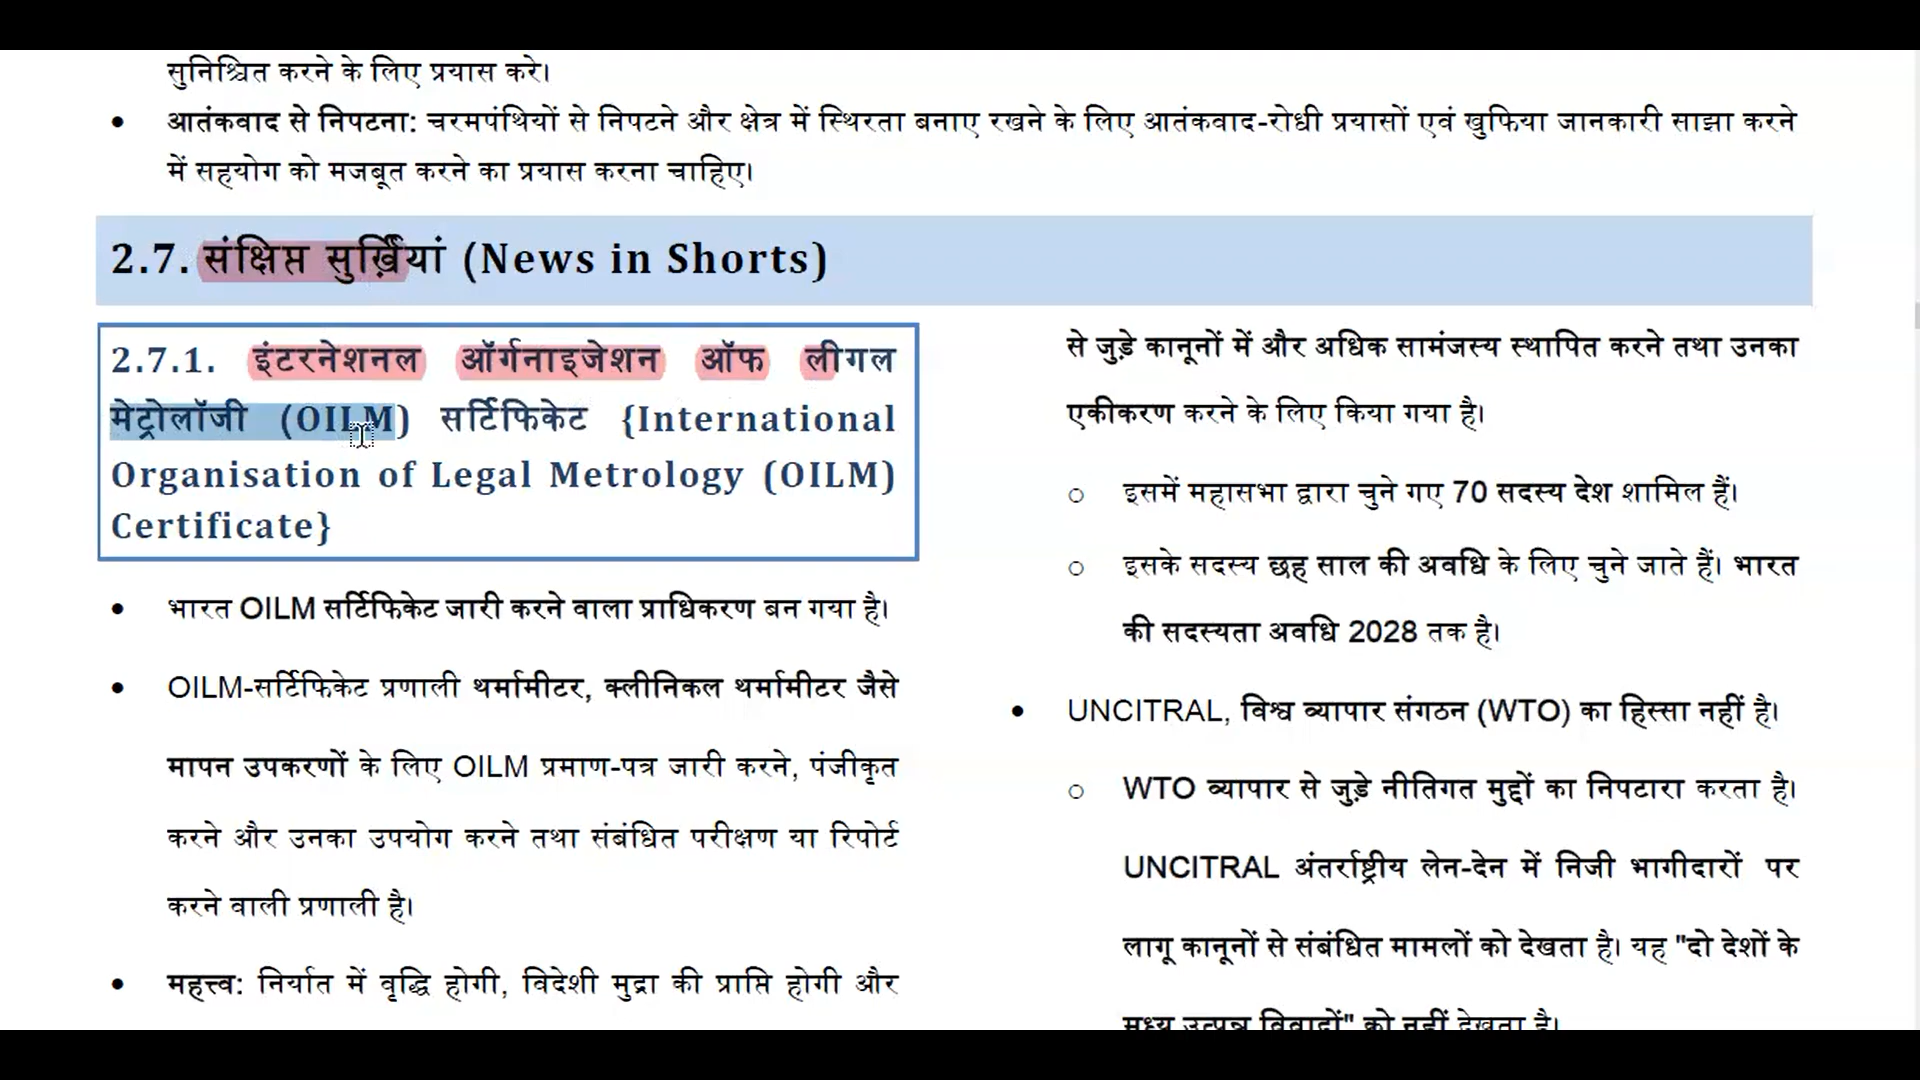 सुनिश्चित करने के लिए प्रयास करे।
• आतंकवाद से निपटना: चरमपंथियों से निपटने और क्षेत्र में स्थिरता बनाए रखने के लिए आतंकवाद-रोधी प्रयासों एवं खुफिया जानकारी साझा करने
में सहयोग को मजबूत करने का प्रयास करना चाहिए।
2.7. संक्षिप्त सुर्ख़ियां (News in Shorts)
2.7.1. इंटरनेशनल ऑर्गनाइजेशन ऑफ लीगल
मेट्रोलॉजी (OILM) सर्टिफिकेट {International
Organisation of Legal Metrology (OILM)
Certificate}
• भारत OILM सर्टिफिकेट जारी करने वाला प्राधिकरण बन गया है।
• OILM-सर्टिफिकेट प्रणाली थर्मामीटर, क्लीनिकल थर्मामीटर जैसे
मापन उपकरणों के लिए OILM प्रमाण-पत्र जारी करने, पंजीकृत
करने और उनका उपयोग करने तथा संबंधित परीक्षण या रिपोर्ट
करने वाली प्रणाली है।
• महत्त्व: निर्यात में वृद्धि होगी, विदेशी मुद्रा की प्राप्ति होगी और
से जुड़े कानूनों में और अधिक सामंजस्य स्थापित करने तथा उनका
एकीकरण करने के लिए किया गया है।
○ इसमें महासभा द्वारा चुने गए 70 सदस्य देश शामिल हैं।
○ इसके सदस्य छह साल की अवधि के लिए चुने जाते हैं। भारत
की सदस्यता अवधि 2028 तक है।
• UNCITRAL, विश्व व्यापार संगठन (WTO) का हिस्सा नहीं है।
○ WTO व्यापार से जुड़े नीतिगत मुद्दों का निपटारा करता है।
UNCITRAL अंतर्राष्ट्रीय लेन-देन में निजी भागीदारों पर
लागू कानूनों से संबंधित मामलों को देखता है। यह "दो देशों के
मध्य उत्पन्न विवादों" को नहीं देखता है।